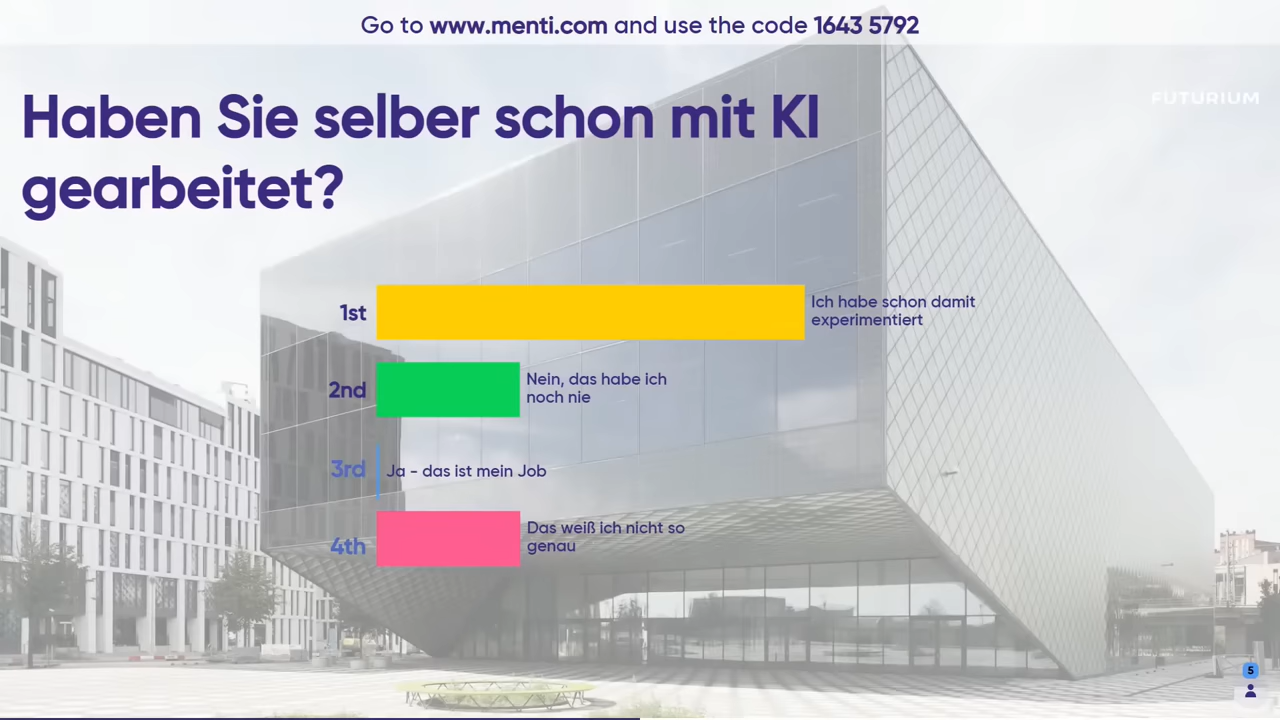 Go to www.menti.com and use the code 1643 5792
FUTURIUM
Haben Sie selber schon mit KI
gearbeitet?
1st
Ich habe schon damit
experimentiert
2nd
Nein, das habe ich
noch nie
3rd
Ja - das ist mein Job
4th
Das weiß ich nicht so
genau
5